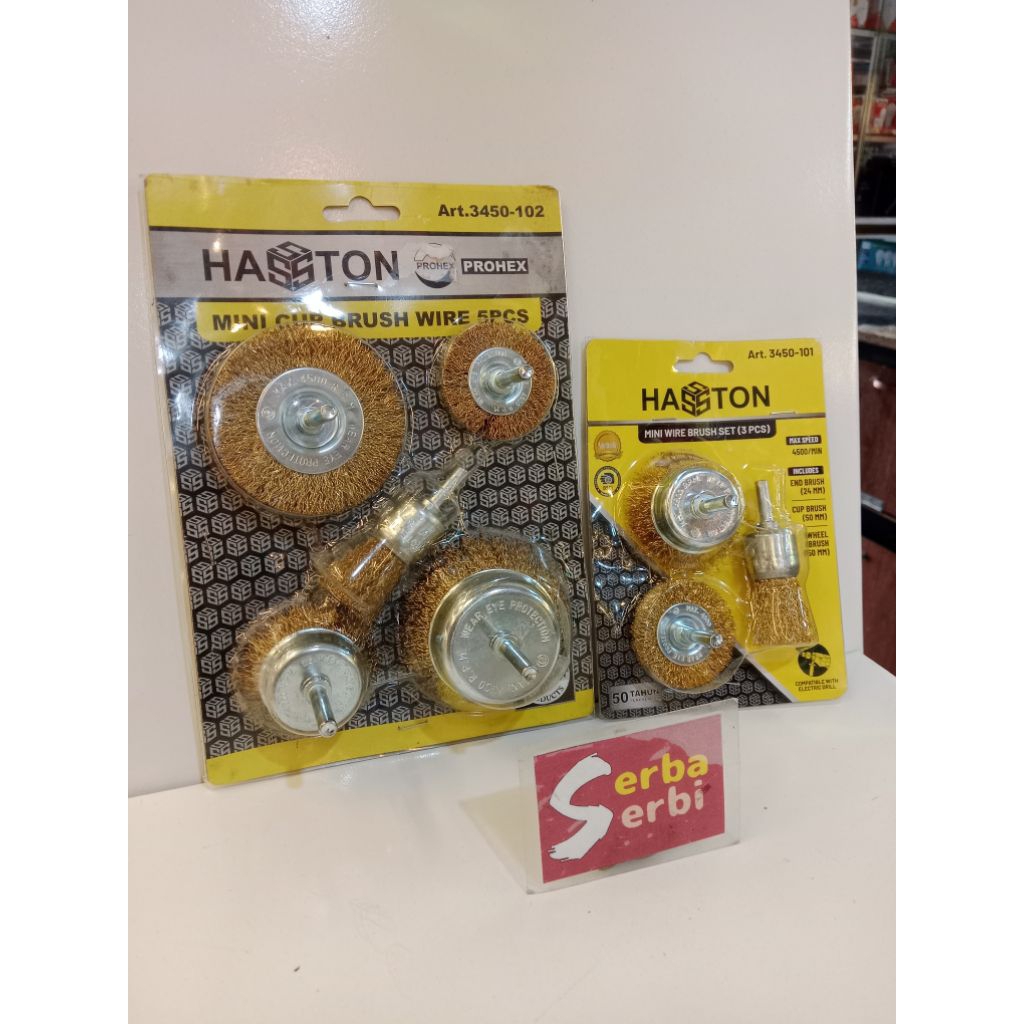 Art.3450-102
HASSTON PROHEX PROHEX
MINI CUP BRUSH WIRE 5PCS
WEAR EYE PROTECTION
Art. 3450-101
HASSTON
MINI WIRE BRUSH SET (3 PCS)
MAX SPEED
4500/MIN
INCLUDES
END BRUSH
(24 MM)
CUP BRUSH
(50 MM)
WHEEL
BRUSH
50 TAHUN
COMPATIBLE WITH
ELECTRIC DRILL
Serba
Serbi